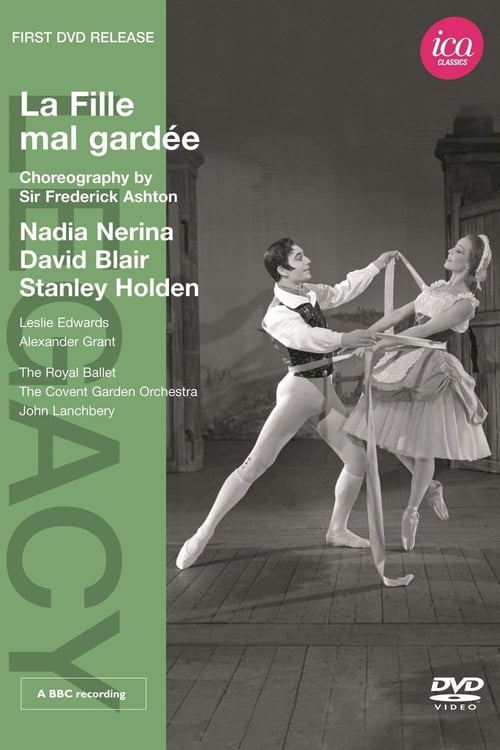 FIRST DVD RELEASE
ica
CLASSICS
La Fille
mal gardée
Choreography by
Sir Frederick Ashton
Nadia Nerina
David Blair
Stanley Holden
Leslie Edwards
Alexander Grant
The Royal Ballet
The Covent Garden Orchestra
John Lanchbery
LEGACY
A BBC recording
DVD
VIDEO